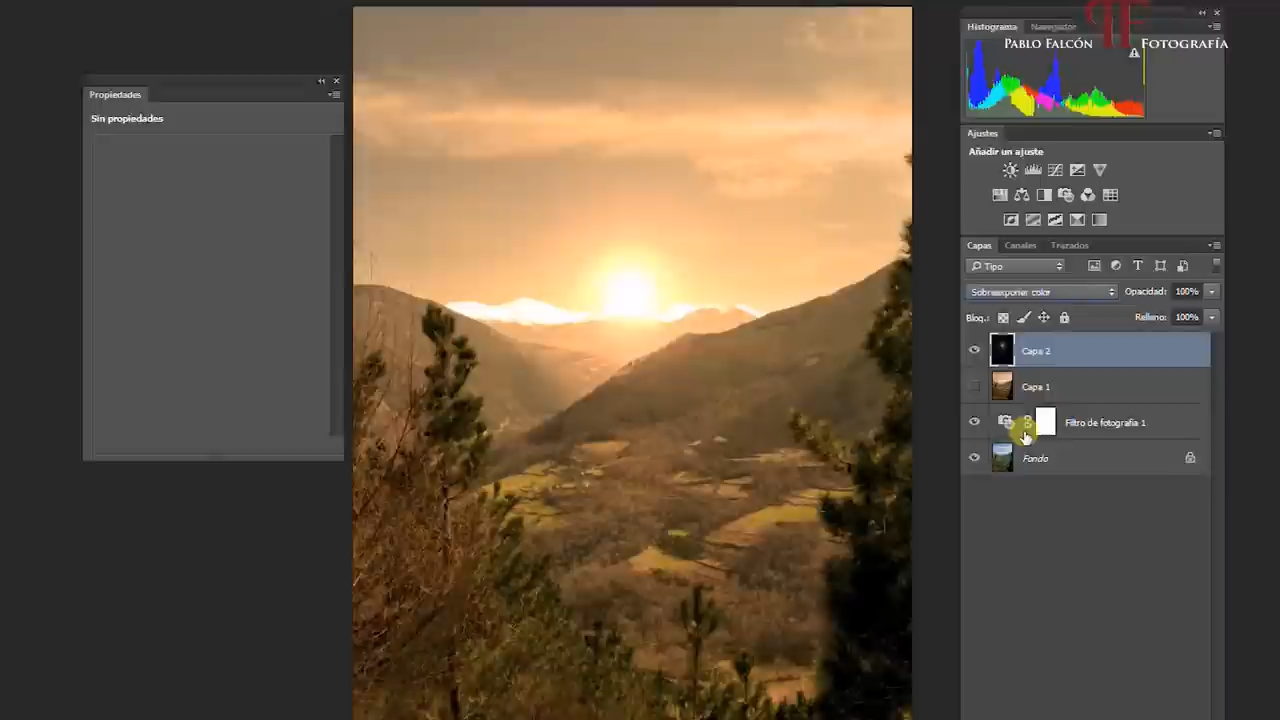 Propiedades
Sin propiedades
Histograma
Navegador
PABLO FALCÓN
FOTOGRAFÍA
Ajustes
Añadir un ajuste
Capas
Canales
Trazados
Tipo
Sobreexponer color
Opacidad:
100%
Bloq.:
Relleno:
100%
Capa 2
Capa 1
Filtro de fotografía 1
Fondo